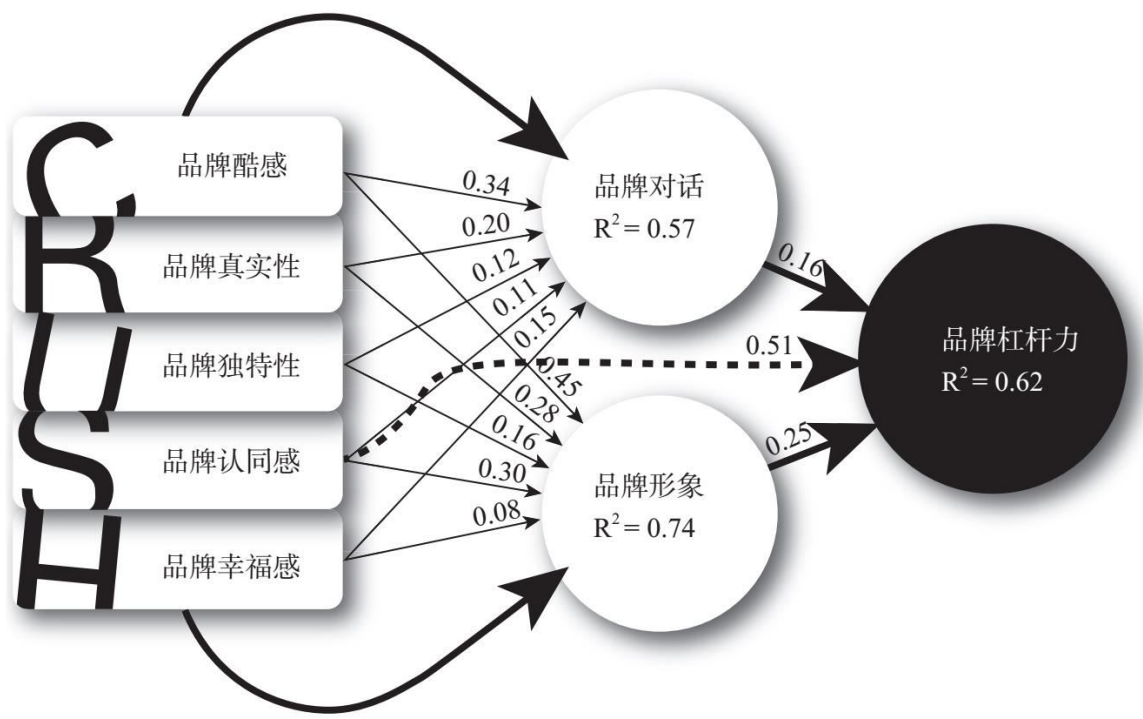 C
品牌酷感
R
品牌真实性
U
品牌独特性
S
品牌认同感
H
品牌幸福感
0.34
0.20
0.12
0.11
0.15
0.45
0.28
0.16
0.30
0.08
品牌对话
R² = 0.57
品牌形象
R² = 0.74
0.16
0.51
0.25
品牌杠杆力
R² = 0.62